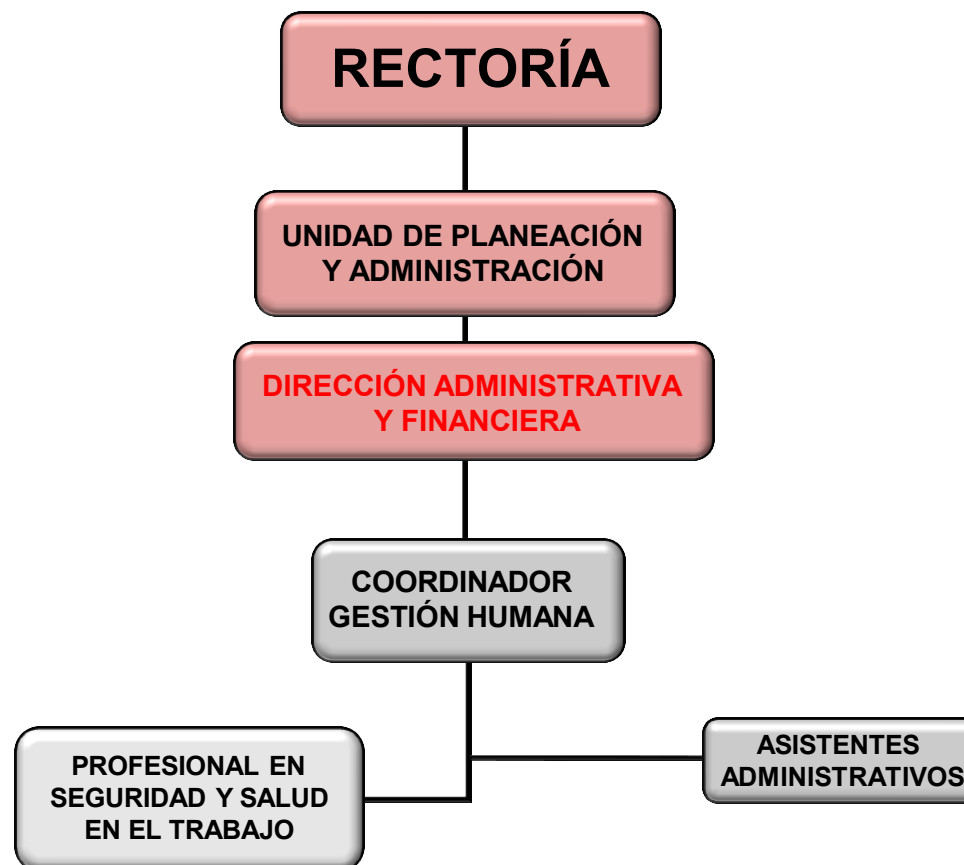 RECTORÍA
UNIDAD DE PLANEACIÓN
Y ADMINISTRACIÓN
DIRECCIÓN ADMINISTRATIVA
Y FINANCIERA
COORDINADOR
GESTIÓN HUMANA
PROFESIONAL EN
SEGURIDAD Y SALUD
EN EL TRABAJO
ASISTENTES
ADMINISTRATIVOS